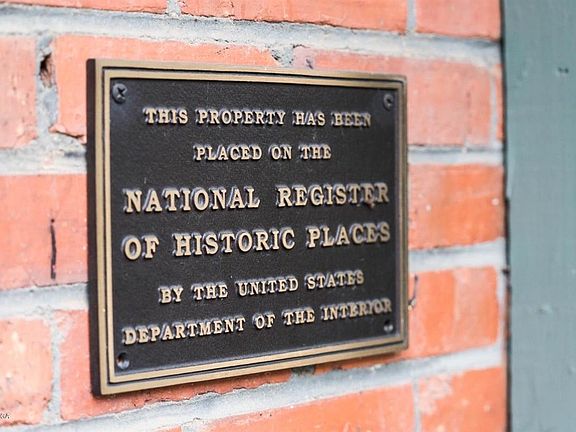 THIS PROPERTY HAS BEEN
PLACED ON THE
NATIONAL REGISTER
OF HISTORIC PLACES
BY THE UNITED STATES
DEPARTMENT OF THE INTERIOR